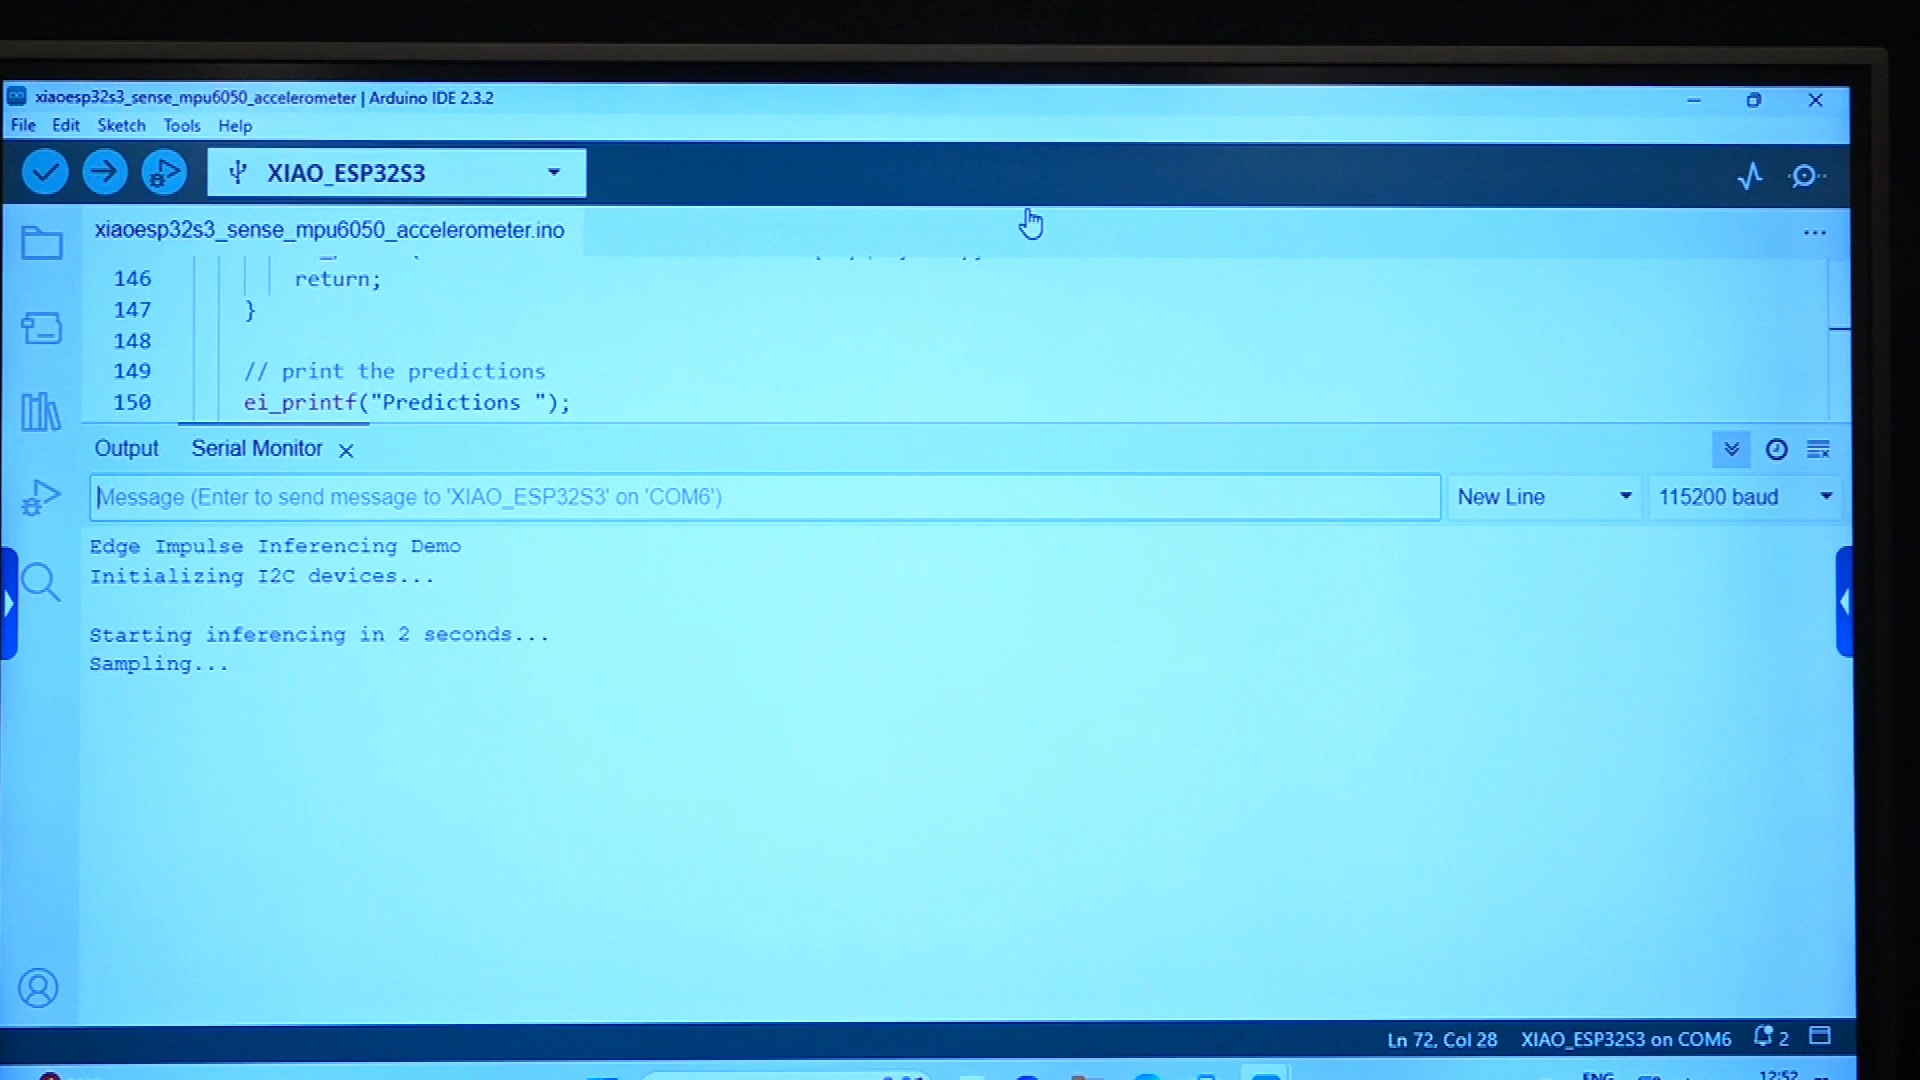 xiaoesp32s3_sense_mpu6050_accelerometer | Arduino IDE 2.3.2
File Edit Sketch Tools Help
XIAO_ESP32S3
xiaoesp32s3_sense_mpu6050_accelerometer.ino
146 return;
147 }
148
149 // print the predictions
150 ei_printf("Predictions ");
Output Serial Monitor
Message (Enter to send message to 'XIAO_ESP32S3' on 'COM6')
New Line
115200 baud
Edge Impulse Inferencing Demo
Initializing I2C devices...
Starting inferencing in 2 seconds...
Sampling...
Ln 72, Col 28 XIAO_ESP32S3 on COM6 2
ENG 12:52